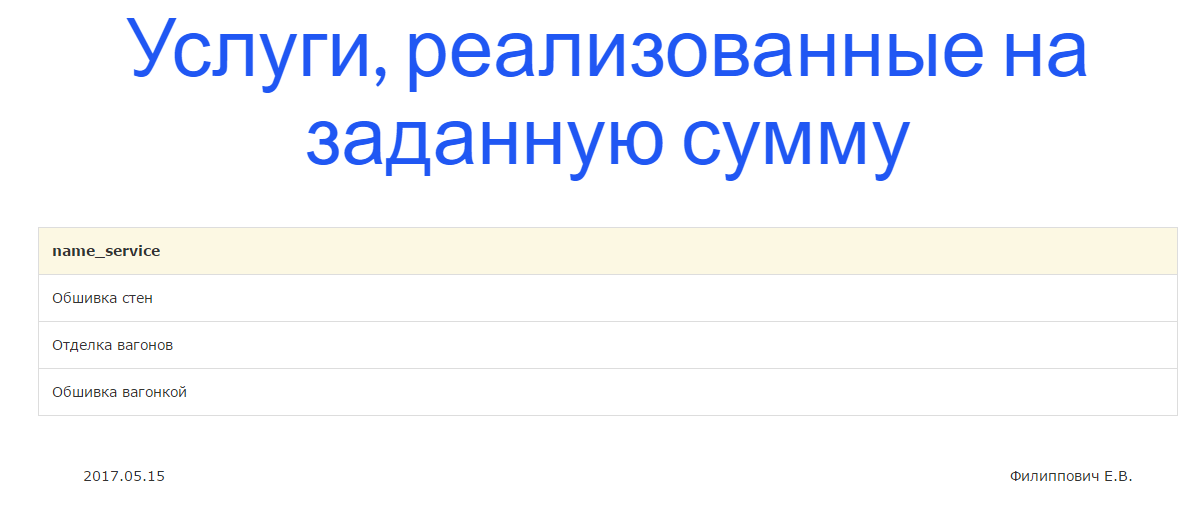 Услуги, реализованные на
заданную сумму
name_service
Обшивка стен
Отделка вагонов
Обшивка вагонкой
2017.05.15 Филиппович Е.В.